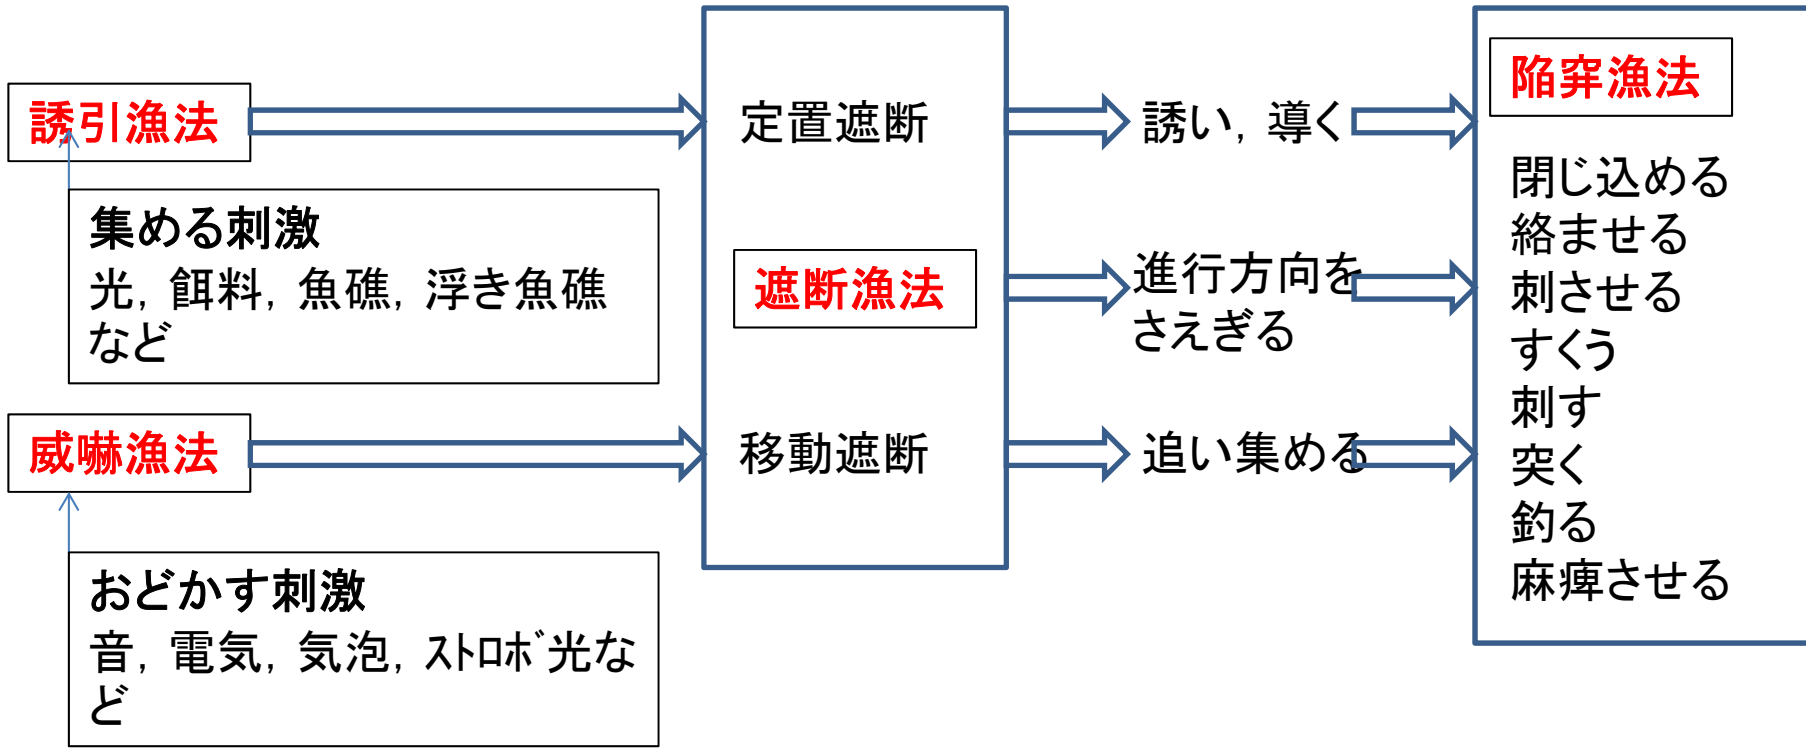 誘引漁法
集める刺激
光，餌料，魚礁，浮き魚礁
など
威嚇漁法
おどかす刺激
音，電気，気泡，ｽﾄﾛﾎﾞ光な
ど
定置遮断
遮断漁法
移動遮断
誘い，導く
進行方向を
さえぎる
追い集める
陥穽漁法
閉じ込める
絡ませる
刺させる
すくう
刺す
突く
釣る
麻痺させる